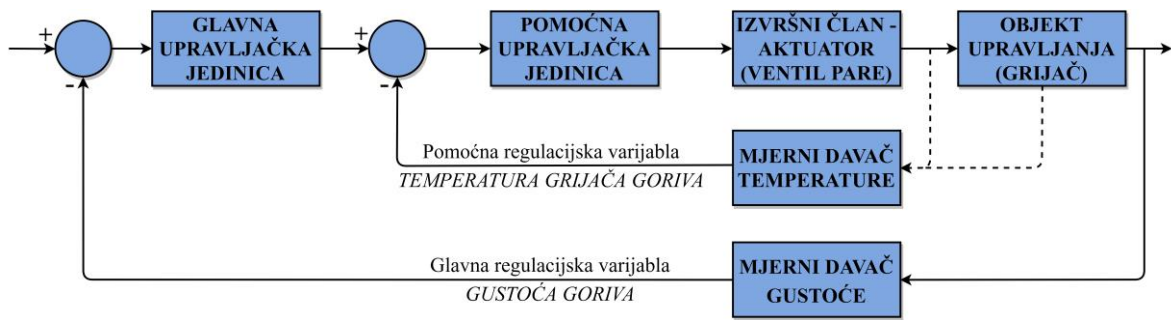 +
GLAVNA
UPRAVLJAČKA
JEDINICA
+
POMOĆNA
UPRAVLJAČKA
JEDINICA
IZVRŠNI ČLAN -
AKTUATOR
(VENTIL PARE)
OBJEKT
UPRAVLJANJA
(GRIJAČ)
-
-
Pomoćna regulacijska varijabla
TEMPERATURA GRIJAČA GORIVA
MJERNI DAVAČ
TEMPERATURE
Glavna regulacijska varijabla
GUSTOĆA GORIVA
MJERNI DAVAČ
GUSTOĆE